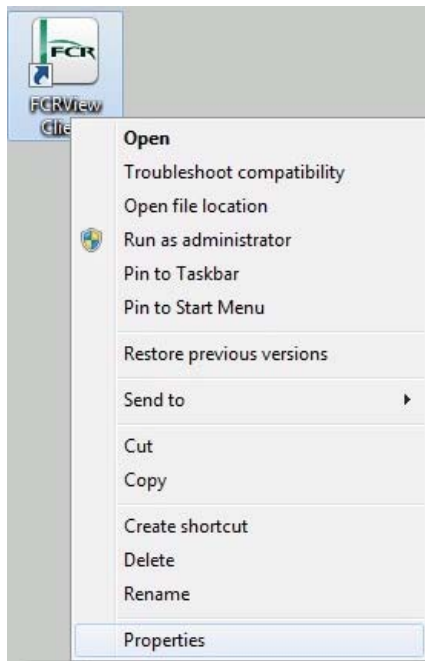 FCR
FCRView
Open
Troubleshoot compatibility
Open file location
Run as administrator
Pin to Taskbar
Pin to Start Menu
Restore previous versions
Send to
Cut
Copy
Create shortcut
Delete
Rename
Properties